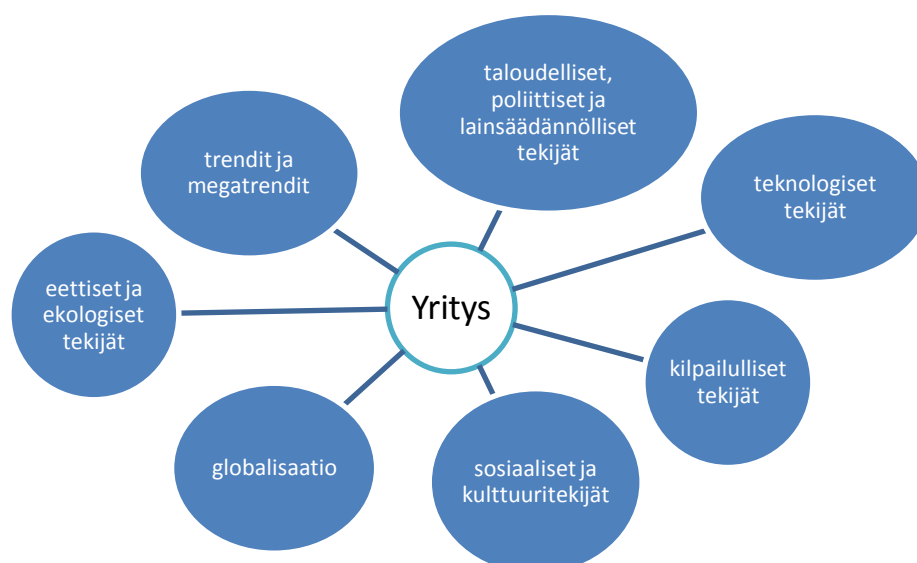 taloudelliset,
poliittiset ja
lainsäädännölliset
tekijät
trendit ja
megatrendit
teknologiset
tekijät
eettiset ja
ekologiset
tekijät
Yritys
kilpailulliset
tekijät
globalisaatio
sosiaaliset ja
kulttuuritekijät